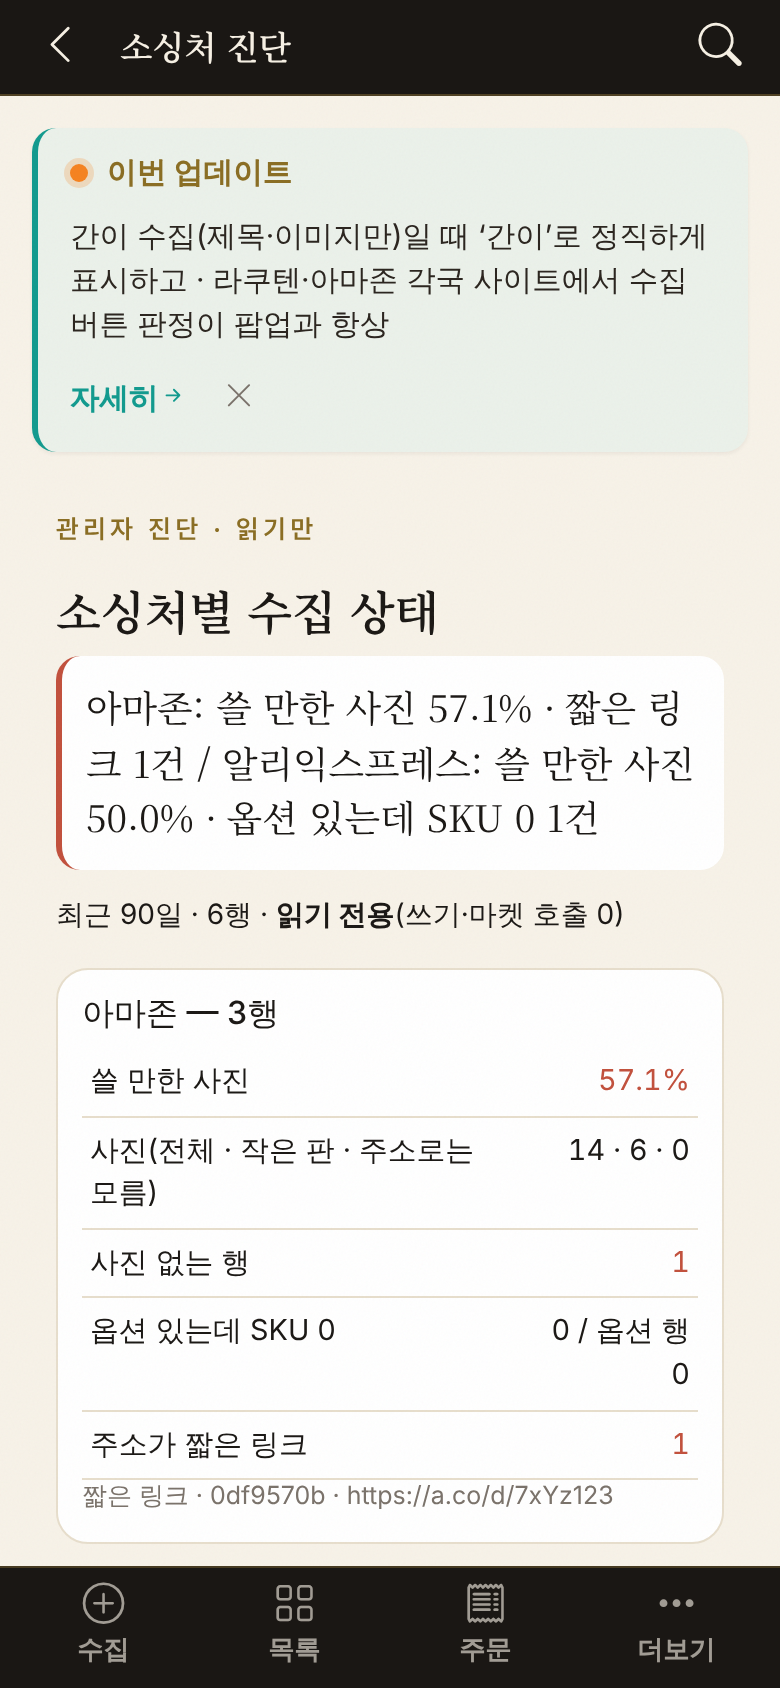 소싱처 진단
이번 업데이트
간이 수집(제목·이미지만)일 때 ‘간이’로 정직하게
표시하고 · 라쿠텐·아마존 각국 사이트에서 수집
버튼 판정이 팝업과 항상
자세히 →
관리자 진단 · 읽기만
소싱처별 수집 상태
아마존: 쓸 만한 사진 57.1% · 짧은 링
크 1건 / 알리익스프레스: 쓸 만한 사진
50.0% · 옵션 있는데 SKU 0 1건
최근 90일 · 6행 · 읽기 전용(쓰기·마켓 호출 0)
아마존 — 3행
쓸 만한 사진 57.1%
사진(전체 · 작은 판 · 주소로는 14 · 6 · 0
모름)
사진 없는 행 1
옵션 있는데 SKU 0 0 / 옵션 행
0
주소가 짧은 링크 1
짧은 링크 · 0df9570b · https://a.co/d/7xYz123
수집 목록 주문 더보기